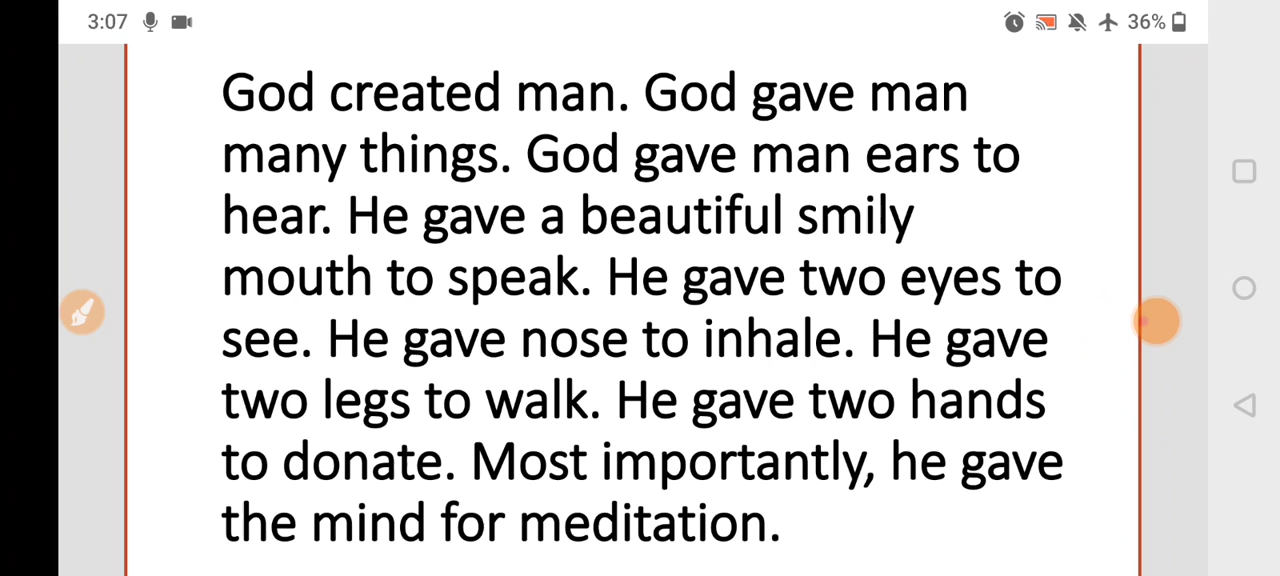 3:07 36%
God created man. God gave man
many things. God gave man ears to
hear. He gave a beautiful smily
mouth to speak. He gave two eyes to
see. He gave nose to inhale. He gave
two legs to walk. He gave two hands
to donate. Most importantly, he gave
the mind for meditation.